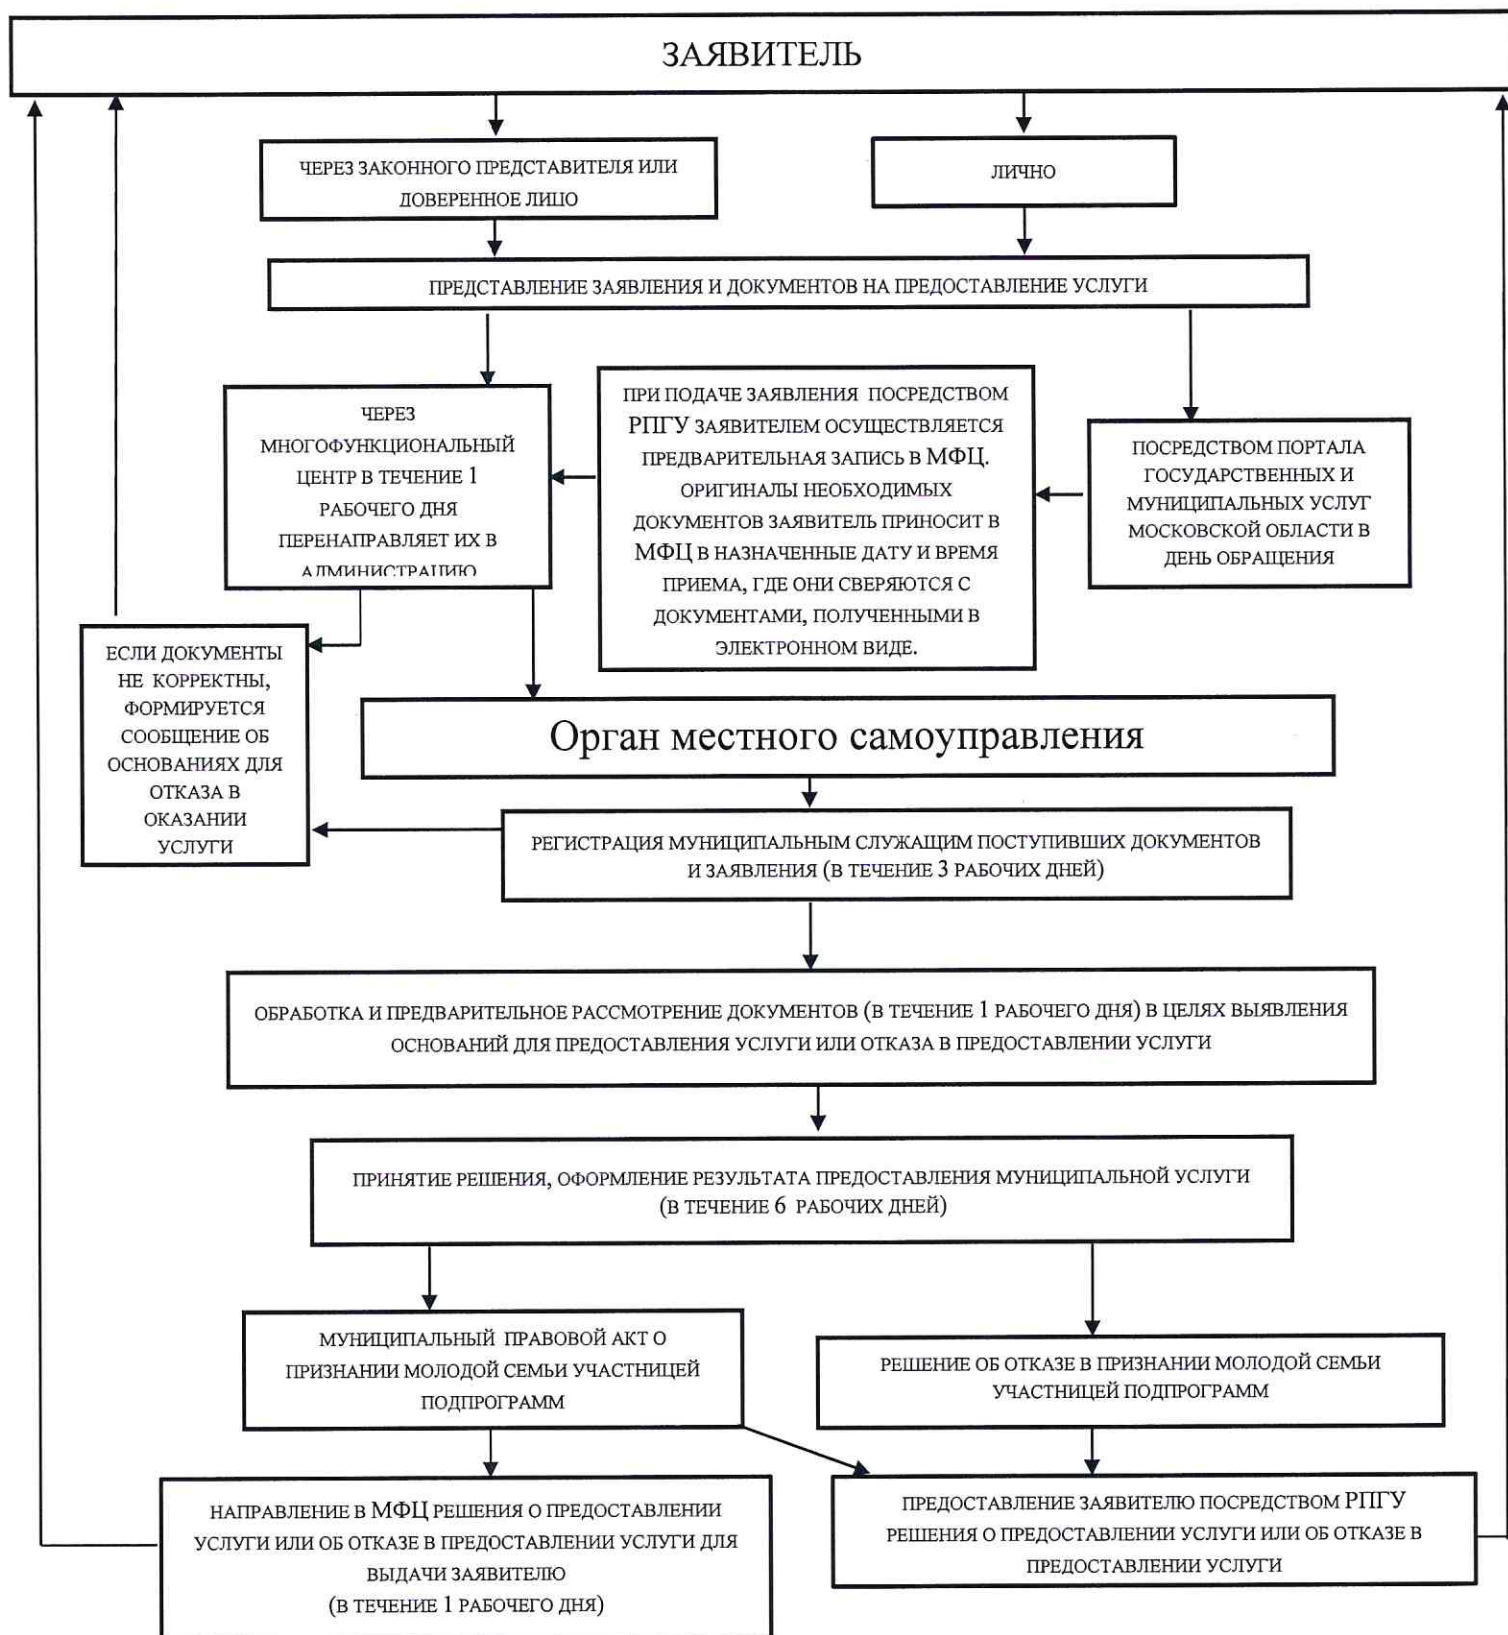 ЗАЯВИТЕЛЬ
ЧЕРЕЗ ЗАКОННОГО ПРЕДСТАВИТЕЛЯ ИЛИ
ДОВЕРЕННОЕ ЛИЦО
ЛИЧНО
ПРЕДСТАВЛЕНИЕ ЗАЯВЛЕНИЯ И ДОКУМЕНТОВ НА ПРЕДОСТАВЛЕНИЕ УСЛУГИ
ЧЕРЕЗ
МНОГОФУНКЦИОНАЛЬНЫЙ
ЦЕНТР В ТЕЧЕНИЕ 1
РАБОЧЕГО ДНЯ
ПЕРЕНАПРАВЛЯЕТ ИХ В
АДМИНИСТРАЦИЮ
ПРИ ПОДАЧЕ ЗАЯВЛЕНИЯ ПОСРЕДСТВОМ
РПГУ ЗАЯВИТЕЛЕМ ОСУЩЕСТВЛЯЕТСЯ
ПРЕДВАРИТЕЛЬНАЯ ЗАПИСЬ В МФЦ.
ОРИГИНАЛЫ НЕОБХОДИМЫХ
ДОКУМЕНТОВ ЗАЯВИТЕЛЬ ПРИНОСИТ В
МФЦ В НАЗНАЧЕННЫЕ ДАТУ И ВРЕМЯ
ПРИЕМА, ГДЕ ОНИ СВЕРЯЮТСЯ С
ДОКУМЕНТАМИ, ПОЛУЧЕННЫМИ В
ЭЛЕКТРОННОМ ВИДЕ.
ПОСРЕДСТВОМ ПОРТАЛА
ГОСУДАРСТВЕННЫХ И
МУНИЦИПАЛЬНЫХ УСЛУГ
МОСКОВСКОЙ ОБЛАСТИ В
ДЕНЬ ОБРАЩЕНИЯ
ЕСЛИ ДОКУМЕНТЫ
НЕ КОРРЕКТНЫ,
ФОРМИРУЕТСЯ
СООБЩЕНИЕ ОБ
ОСНОВАНИЯХ ДЛЯ
ОТКАЗА В
ОКАЗАНИИ
УСЛУГИ
Орган местного самоуправления
РЕГИСТРАЦИЯ МУНИЦИПАЛЬНЫМ СЛУЖАЩИМ ПОСТУПИВШИХ ДОКУМЕНТОВ
И ЗАЯВЛЕНИЯ (В ТЕЧЕНИЕ 3 РАБОЧИХ ДНЕЙ)
ОБРАБОТКА И ПРЕДВАРИТЕЛЬНОЕ РАССМОТРЕНИЕ ДОКУМЕНТОВ (В ТЕЧЕНИЕ 1 РАБОЧЕГО ДНЯ) В ЦЕЛЯХ ВЫЯВЛЕНИЯ
ОСНОВАНИЙ ДЛЯ ПРЕДОСТАВЛЕНИЯ УСЛУГИ ИЛИ ОТКАЗА В ПРЕДОСТАВЛЕНИИ УСЛУГИ
ПРИНЯТИЕ РЕШЕНИЯ, ОФОРМЛЕНИЕ РЕЗУЛЬТАТА ПРЕДОСТАВЛЕНИЯ МУНИЦИПАЛЬНОЙ УСЛУГИ
(В ТЕЧЕНИЕ 6 РАБОЧИХ ДНЕЙ)
МУНИЦИПАЛЬНЫЙ ПРАВОВОЙ АКТ О
ПРИЗНАНИИ МОЛОДОЙ СЕМЬИ УЧАСТНИЦЕЙ
ПОДПРОГРАММ
РЕШЕНИЕ ОБ ОТКАЗЕ В ПРИЗНАНИИ МОЛОДОЙ СЕМЬИ
УЧАСТНИЦЕЙ ПОДПРОГРАММ
НАПРАВЛЕНИЕ В МФЦ РЕШЕНИЯ О ПРЕДОСТАВЛЕНИИ
УСЛУГИ ИЛИ ОБ ОТКАЗЕ В ПРЕДОСТАВЛЕНИИ УСЛУГИ ДЛЯ
ВЫДАЧИ ЗАЯВИТЕЛЮ
(В ТЕЧЕНИЕ 1 РАБОЧЕГО ДНЯ)
ПРЕДОСТАВЛЕНИЕ ЗАЯВИТЕЛЮ ПОСРЕДСТВОМ РПГУ
РЕШЕНИЯ О ПРЕДОСТАВЛЕНИИ УСЛУГИ ИЛИ ОБ ОТКАЗЕ В
ПРЕДОСТАВЛЕНИИ УСЛУГИ